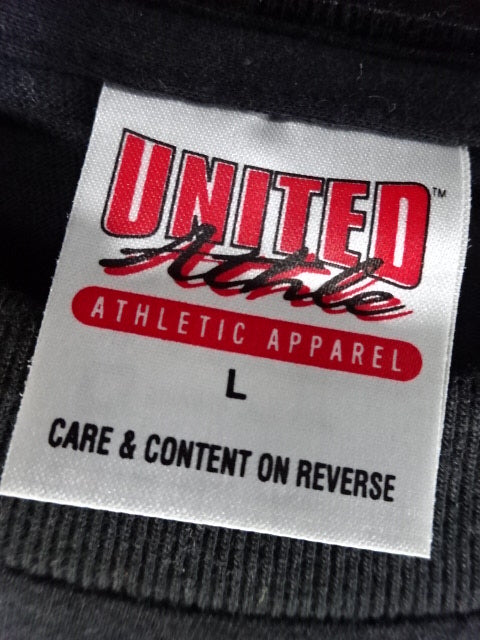 UNITED™
Athle
ATHLETIC APPAREL
L
CARE & CONTENT ON REVERSE